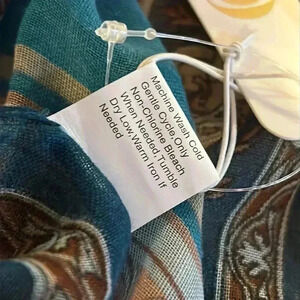 Machine Wash Cold
Gentle Cycle,Only
Non-Chlorine Bleach
When Needed,Tumble
Dry Low,Warm Iron If
Needed